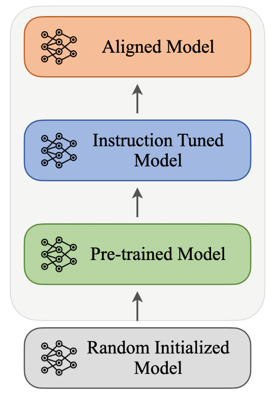 Aligned Model
Instruction Tuned
Model
Pre-trained Model
Random Initialized
Model